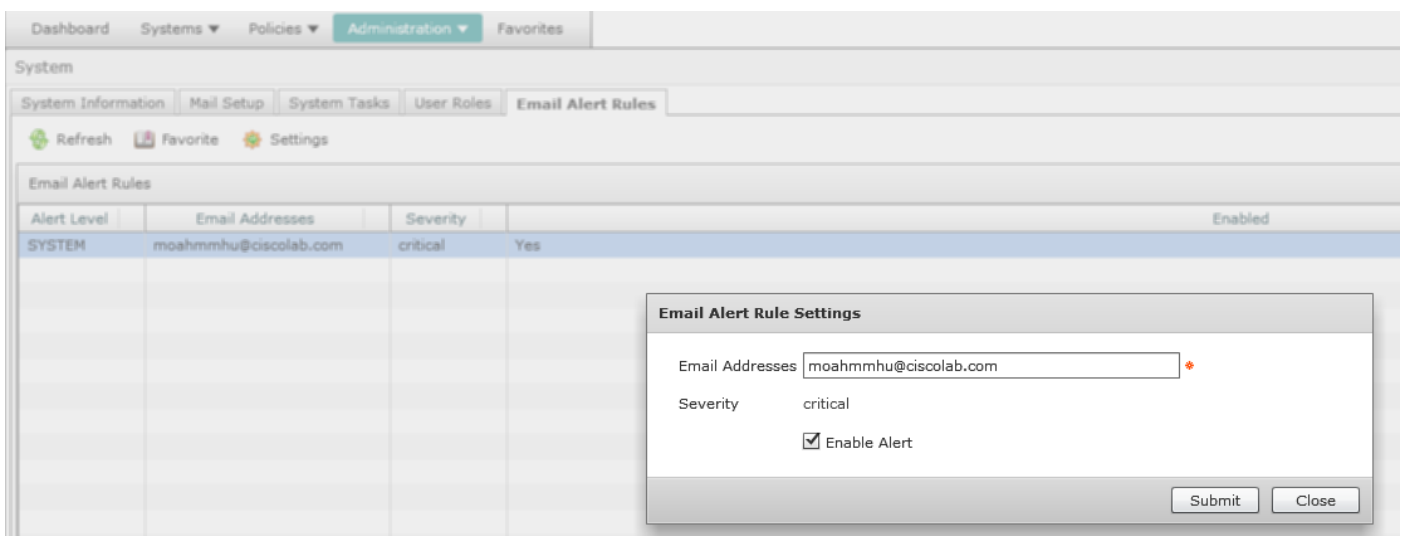 Dashboard Systems ▼ Policies ▼ Administration ▼ Favorites
System
System Information Mail Setup System Tasks User Roles Email Alert Rules
Refresh Favorite Settings
Email Alert Rules
Alert Level Email Addresses Severity Enabled
SYSTEM moahmmhu@ciscolab.com critical Yes
Email Alert Rule Settings
Email Addresses moahmmhu@ciscolab.com *
Severity critical
Enable Alert
Submit Close